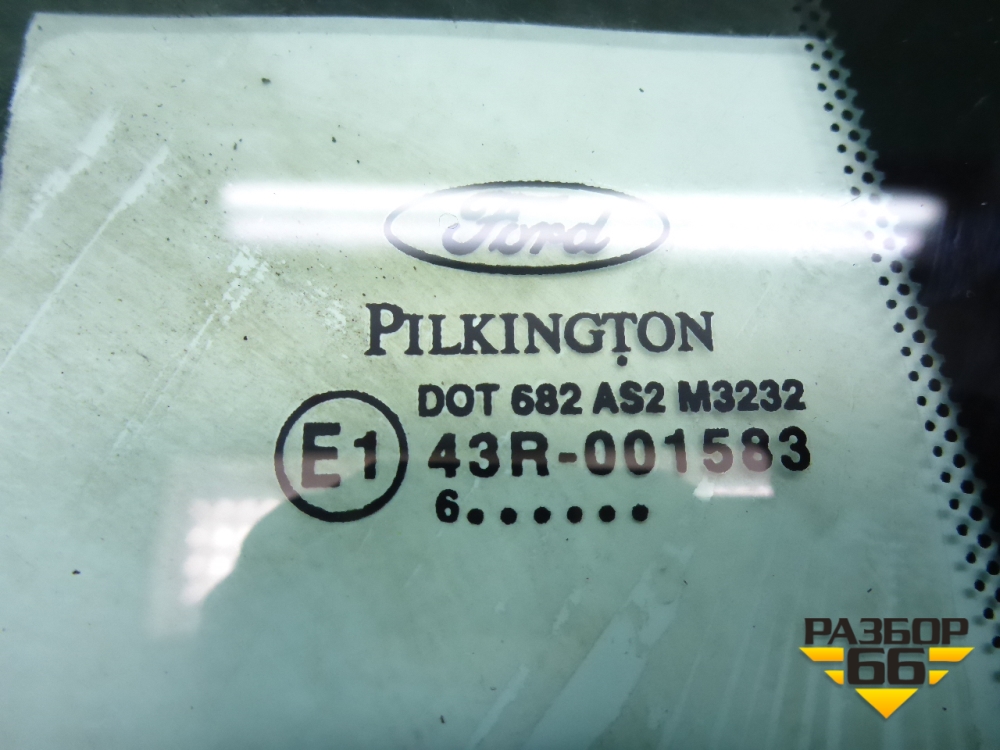 Ford
PILKINGTON
DOT 682 AS2 M3232
E1 43R-001583
6......
РАЗБОР
66